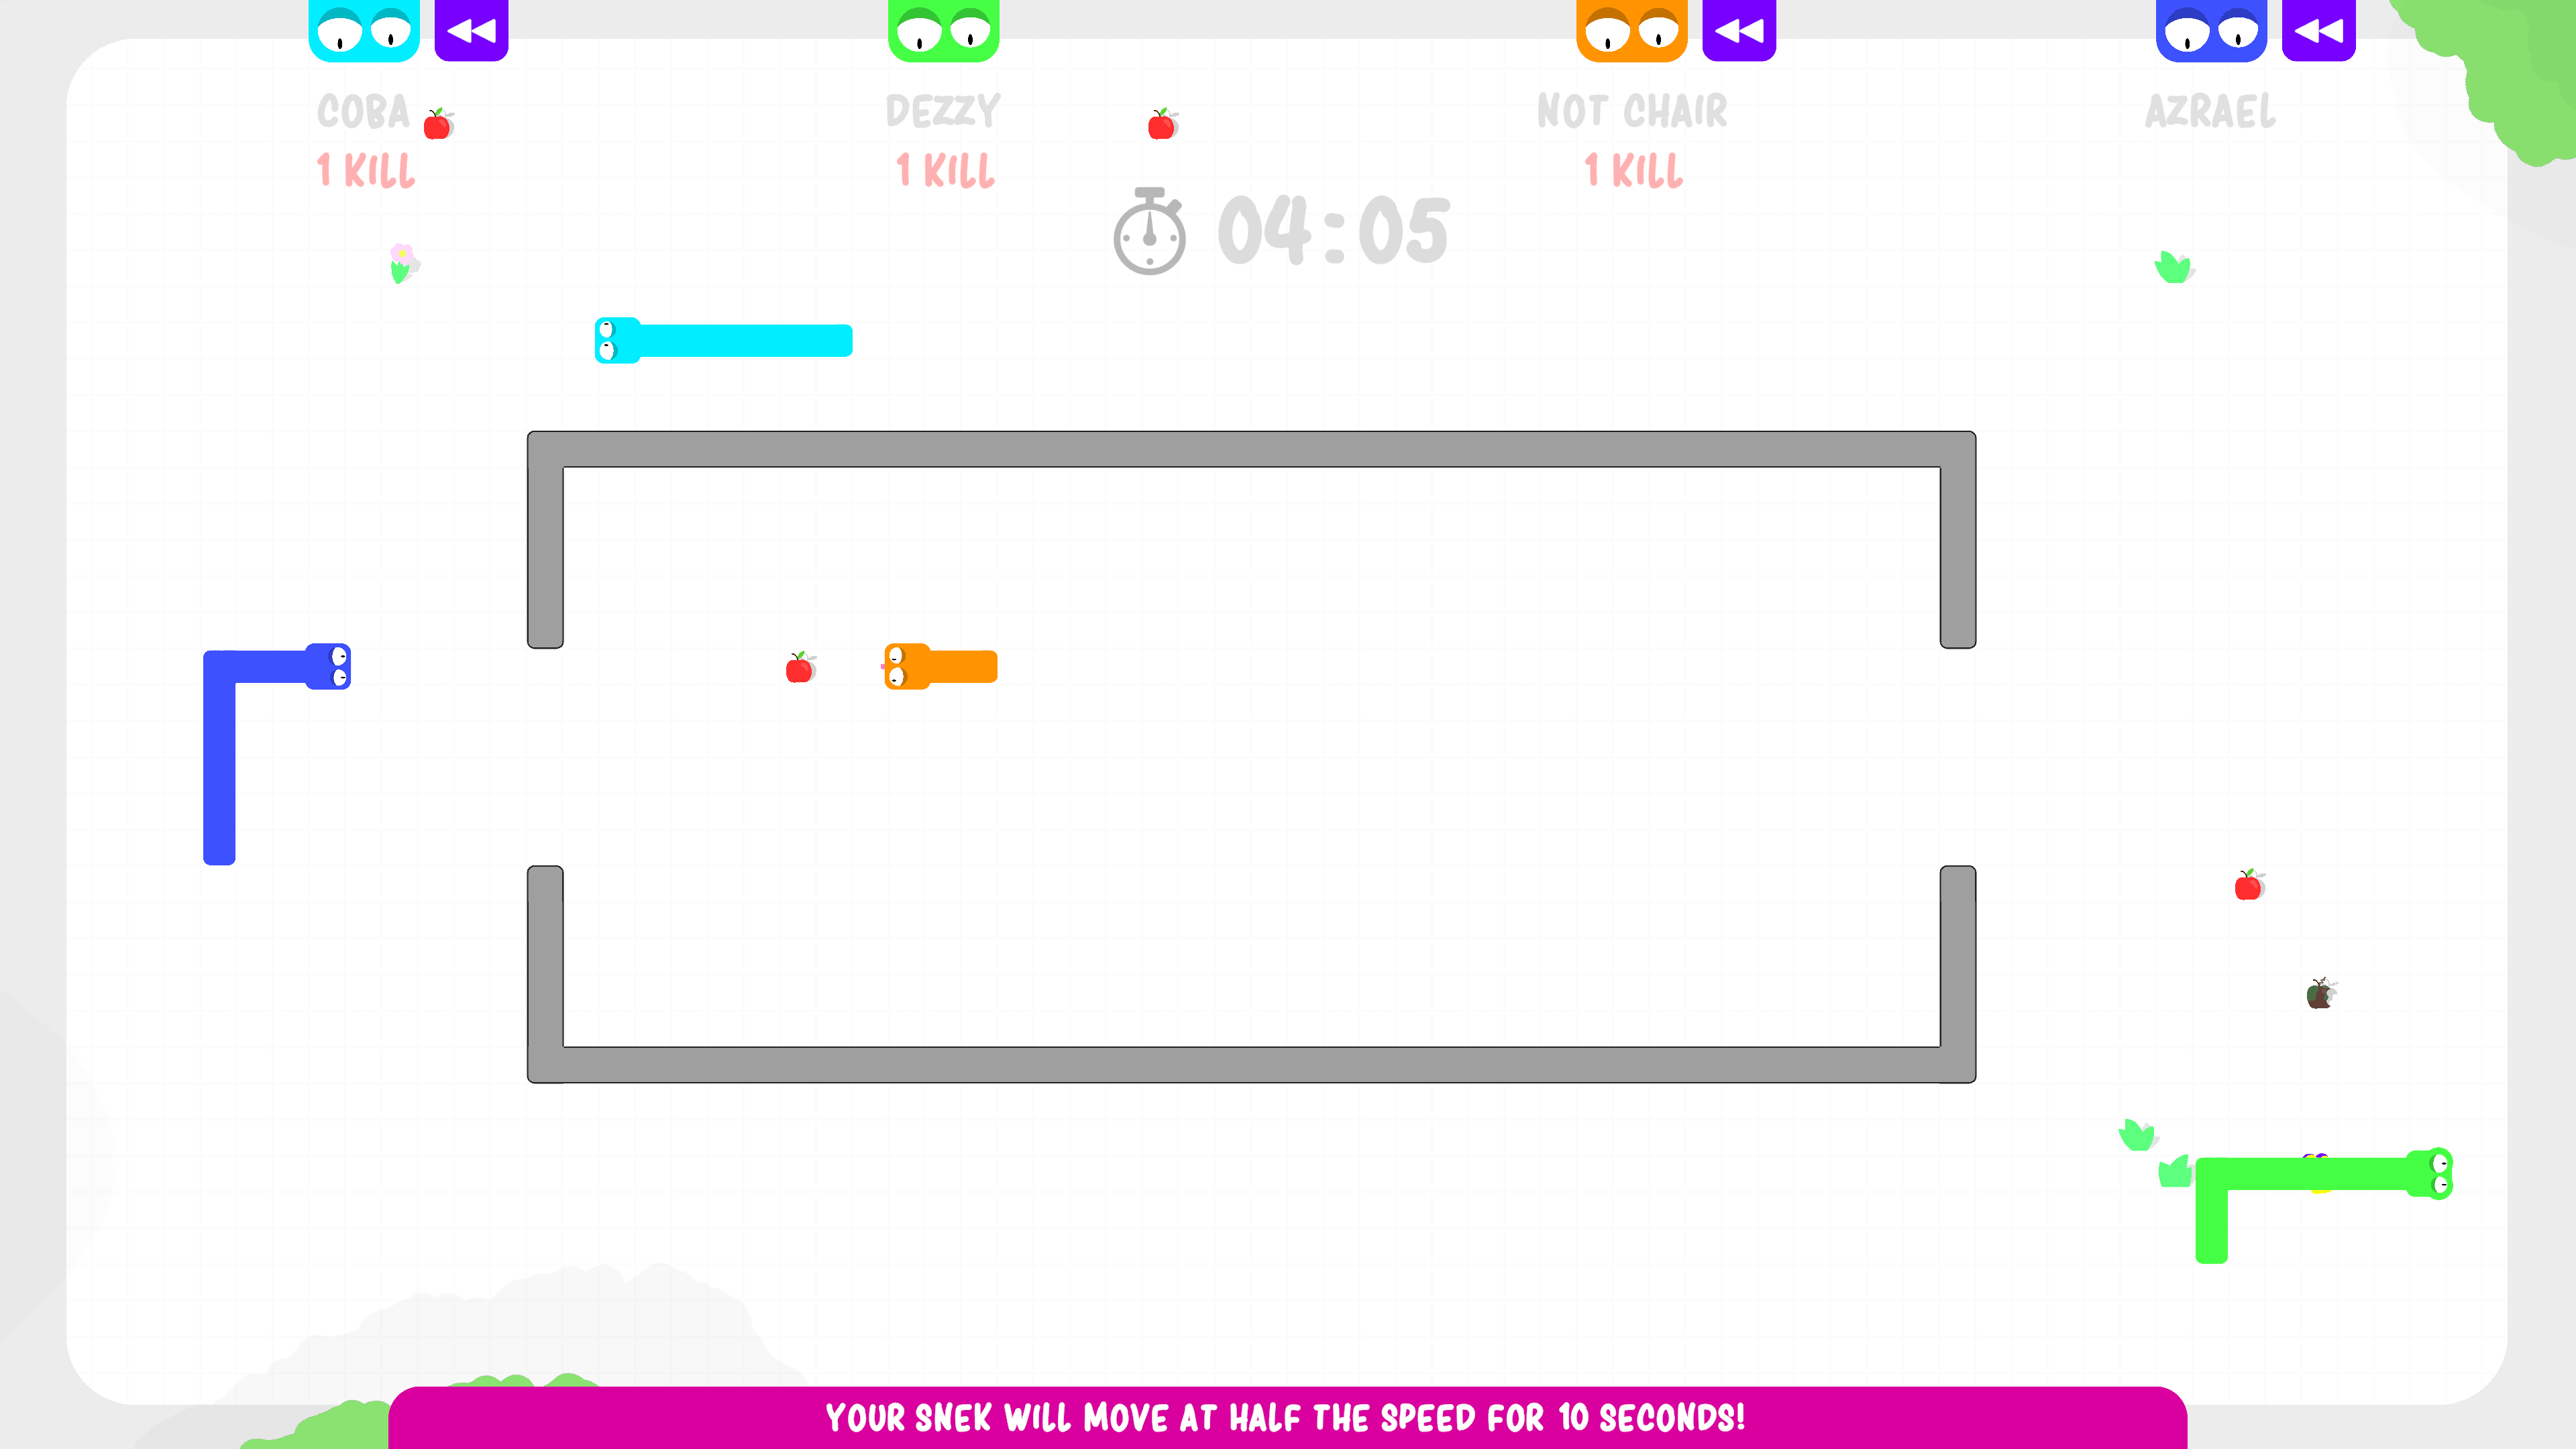 COBA
1 KILL
DEZZY
1 KILL
NOT CHAIR
1 KILL
AZRAEL
04:05
YOUR SNEK WILL MOVE AT HALF THE SPEED FOR 10 SECONDS!